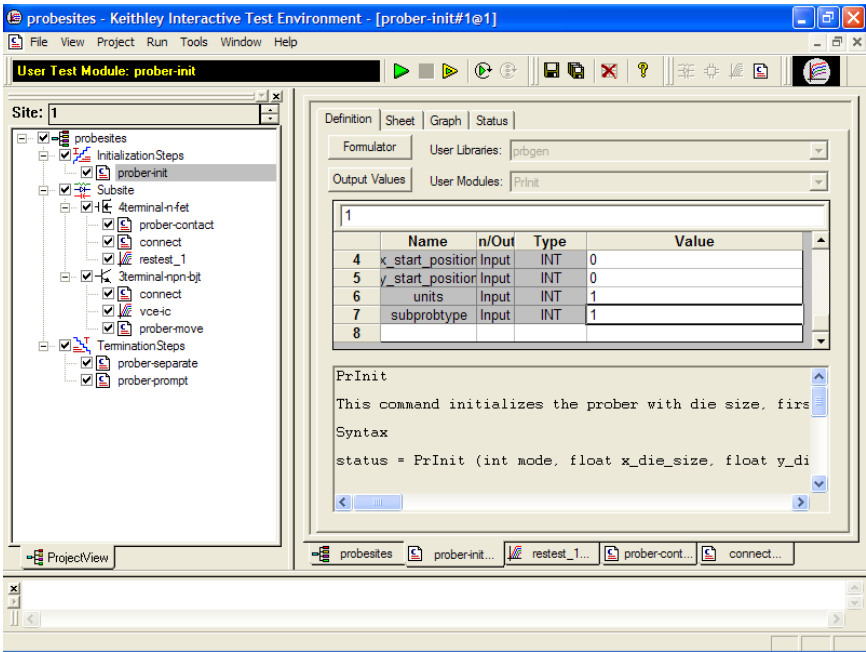 probesites - Keithley Interactive Test Environment - [prober-init#1@1]
File View Project Run Tools Window Help
User Test Module: prober-init
Site: 1
probesites
InitializationSteps
prober-init
Subsite
4terminal-n-fet
prober-contact
connect
restest_1
3terminal-npn-bjt
connect
vce-ic
prober-move
TerminationSteps
prober-separate
prober-prompt
ProjectView
Definition Sheet Graph Status
Formulator User Libraries: prbgen
Output Values User Modules: PrInit
1
Name n/Out Type Value
4 x_start_position Input INT 0
5 y_start_position Input INT 0
6 units Input INT 1
7 subprobtype Input INT 1
8
PrInit
This command initializes the prober with die size, firs
Syntax
status = PrInit (int mode, float x_die_size, float y_di
probesites prober-init... restest_1... prober-cont... connect...